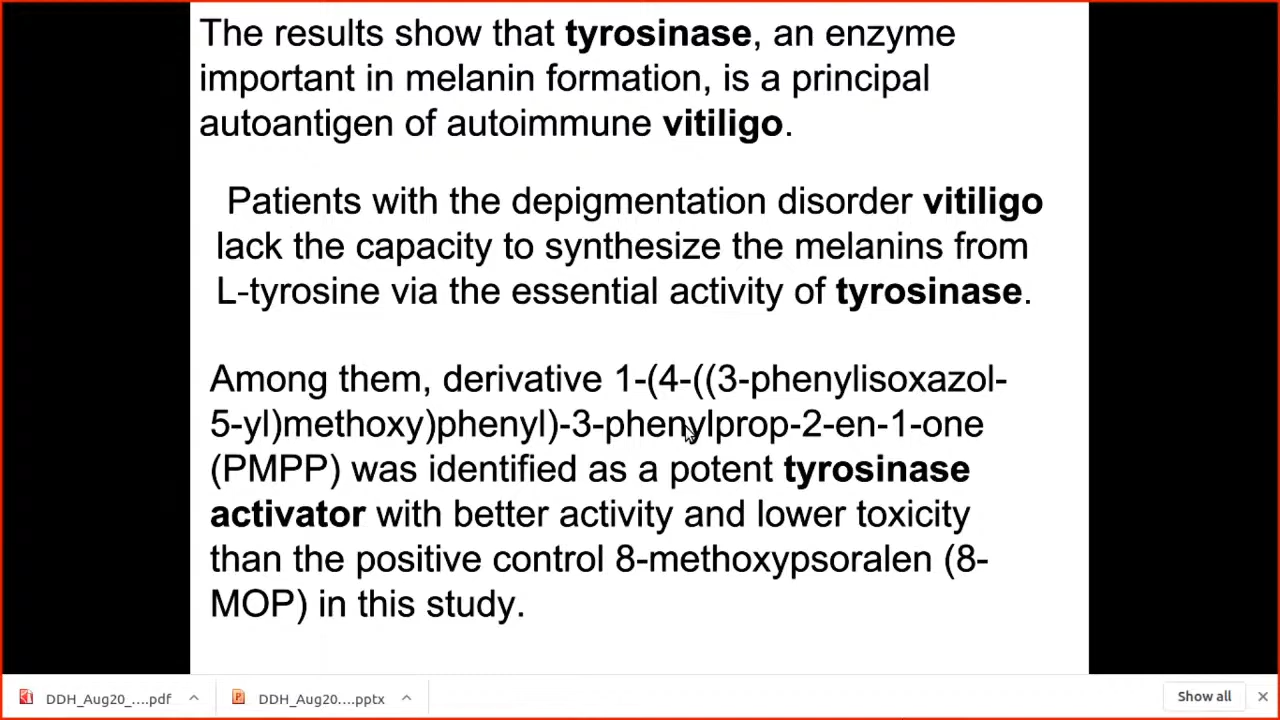 The results show that tyrosinase, an enzyme
important in melanin formation, is a principal
autoantigen of autoimmune vitiligo.
Patients with the depigmentation disorder vitiligo
lack the capacity to synthesize the melanins from
L-tyrosine via the essential activity of tyrosinase.
Among them, derivative 1-(4-((3-phenylisoxazol-
5-yl)methoxy)phenyl)-3-phenylprop-2-en-1-one
(PMPP) was identified as a potent tyrosinase
activator with better activity and lower toxicity
than the positive control 8-methoxypsoralen (8-
MOP) in this study.
DDH_Aug20_....pdf
DDH_Aug20....pptx
Show all